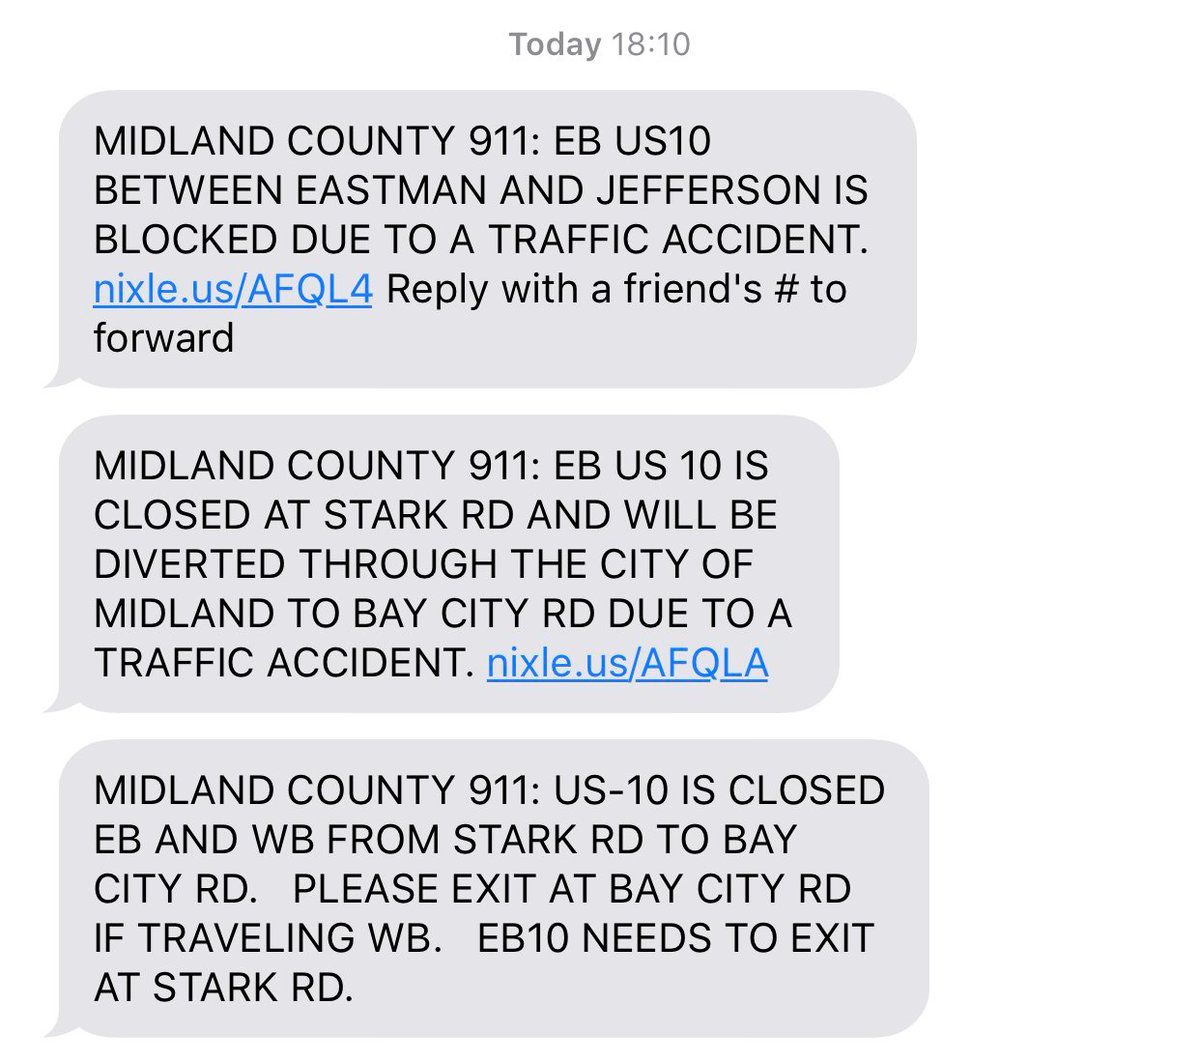 Today 18:10
MIDLAND COUNTY 911: EB US10
BETWEEN EASTMAN AND JEFFERSON IS
BLOCKED DUE TO A TRAFFIC ACCIDENT.
nixle.us/AFQL4 Reply with a friend's # to
forward
MIDLAND COUNTY 911: EB US 10 IS
CLOSED AT STARK RD AND WILL BE
DIVERTED THROUGH THE CITY OF
MIDLAND TO BAY CITY RD DUE TO A
TRAFFIC ACCIDENT. nixle.us/AFQLA
MIDLAND COUNTY 911: US-10 IS CLOSED
EB AND WB FROM STARK RD TO BAY
CITY RD.   PLEASE EXIT AT BAY CITY RD
IF TRAVELING WB.   EB10 NEEDS TO EXIT
AT STARK RD.